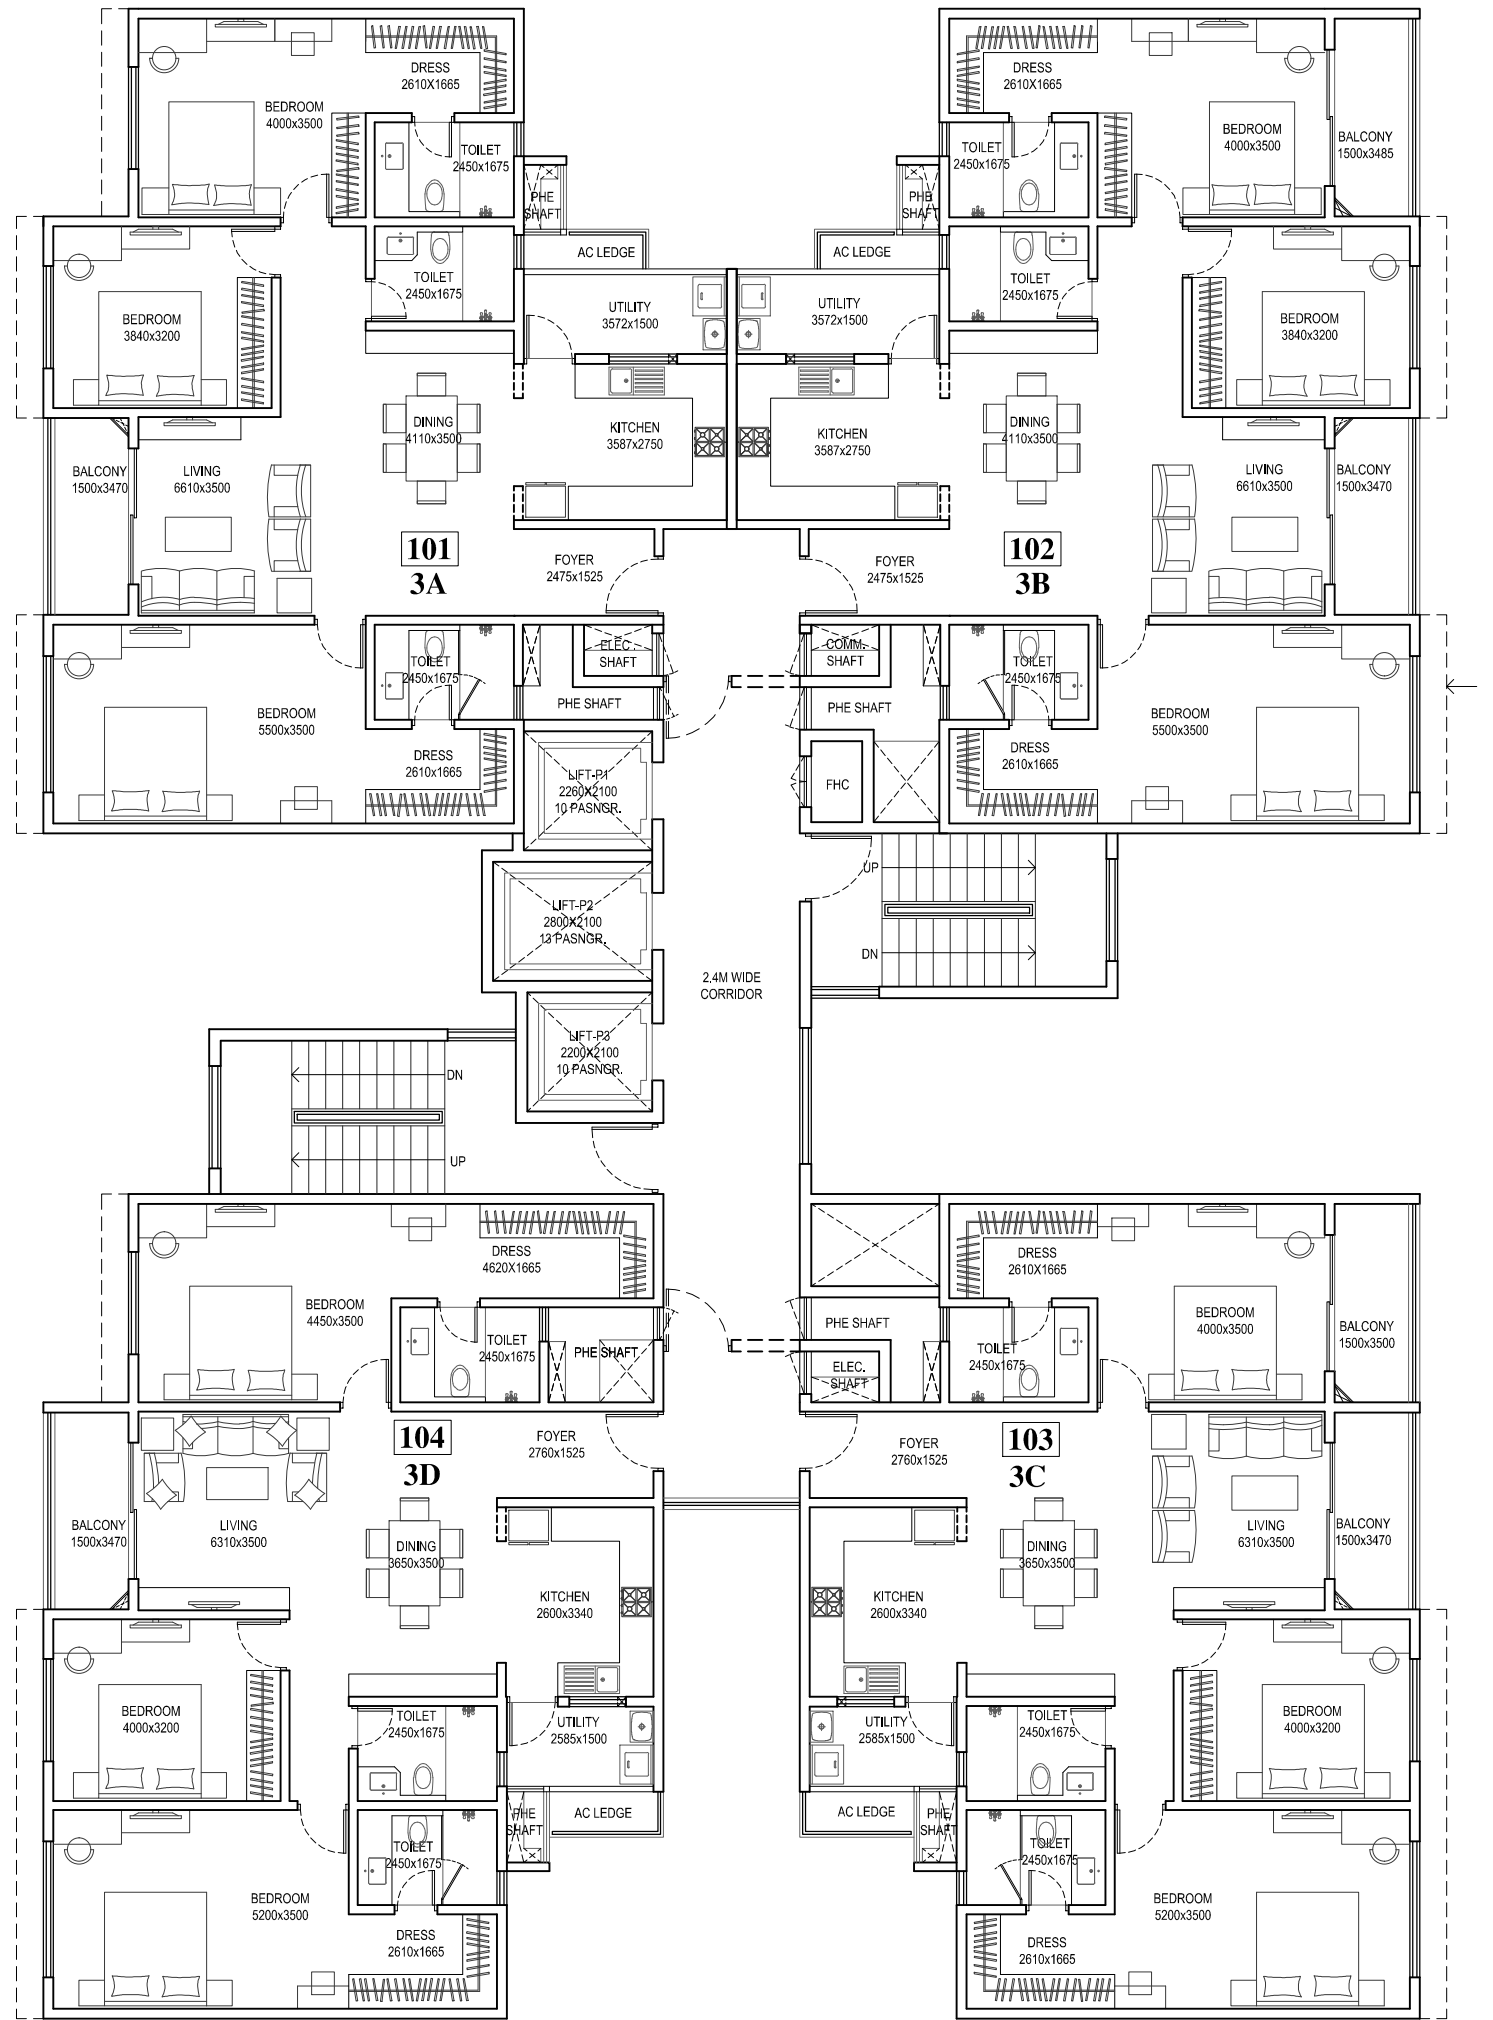 DRESS
2610X1665
BEDROOM
4000x3500
TOILET
2450x1675
PHE
SHAFT
AC LEDGE
TOILET
2450x1675
UTILITY
3572x1500
BEDROOM
3840x3200
DINING
4110x3500
KITCHEN
3587x2750
LIVING
6610x3500
BALCONY
1500x3470
101
3A
FOYER
2475x1525
ELEC.
SHAFT
TOILET
2450x1675
PHE SHAFT
BEDROOM
5500x3500
DRESS
2610x1665
DRESS
2610X1665
BEDROOM
4000x3500
BALCONY
1500x3485
TOILET
2450x1675
PHE
SHAFT
AC LEDGE
TOILET
2450x1675
UTILITY
3572x1500
BEDROOM
3840x3200
DINING
4110x3500
KITCHEN
3587x2750
LIVING
6610x3500
BALCONY
1500x3470
102
3B
FOYER
2475x1525
COMM.
SHAFT
TOILET
2450x1675
PHE SHAFT
BEDROOM
5500x3500
DRESS
2610x1665
FHC
LIFT-P1
2260X2100
10 PASNGR.
LIFT-P2
2800X2100
13 PASNGR.
LIFT-P3
2200X2100
10 PASNGR.
UP
DN
2.4M WIDE
CORRIDOR
DN
UP
DRESS
4620X1665
BEDROOM
4450x3500
TOILET
2450x1675
PHE SHAFT
104
3D
FOYER
2760x1525
BALCONY
1500x3470
LIVING
6310x3500
DINING
3650x3500
KITCHEN
2600x3340
BEDROOM
4000x3200
TOILET
2450x1675
UTILITY
2585x1500
PHE
SHAFT
AC LEDGE
TOILET
2450x1675
BEDROOM
5200x3500
DRESS
2610x1665
DRESS
2610X1665
BEDROOM
4000x3500
BALCONY
1500x3500
PHE SHAFT
TOILET
2450x1675
ELEC.
SHAFT
103
3C
FOYER
2760x1525
BALCONY
1500x3470
LIVING
6310x3500
DINING
3650x3500
KITCHEN
2600x3340
BEDROOM
4000x3200
TOILET
2450x1675
UTILITY
2585x1500
AC LEDGE
PHE
SHAFT
TOILET
2450x1675
BEDROOM
5200x3500
DRESS
2610x1665